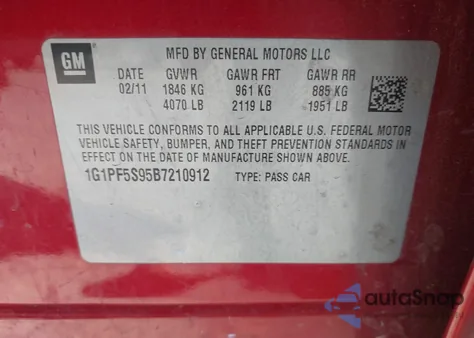 GM
MFD BY GENERAL MOTORS LLC
DATE GVWR GAWR FRT GAWR RR
02/11 1846 KG 961 KG 885 KG
4070 LB 2119 LB 1951 LB
THIS VEHICLE CONFORMS TO ALL APPLICABLE U.S. FEDERAL MOTOR
VEHICLE SAFETY, BUMPER, AND THEFT PREVENTION STANDARDS IN
EFFECT ON THE DATE OF MANUFACTURE SHOWN ABOVE.
1G1PF5S95B7210912 TYPE: PASS CAR
autoSnap